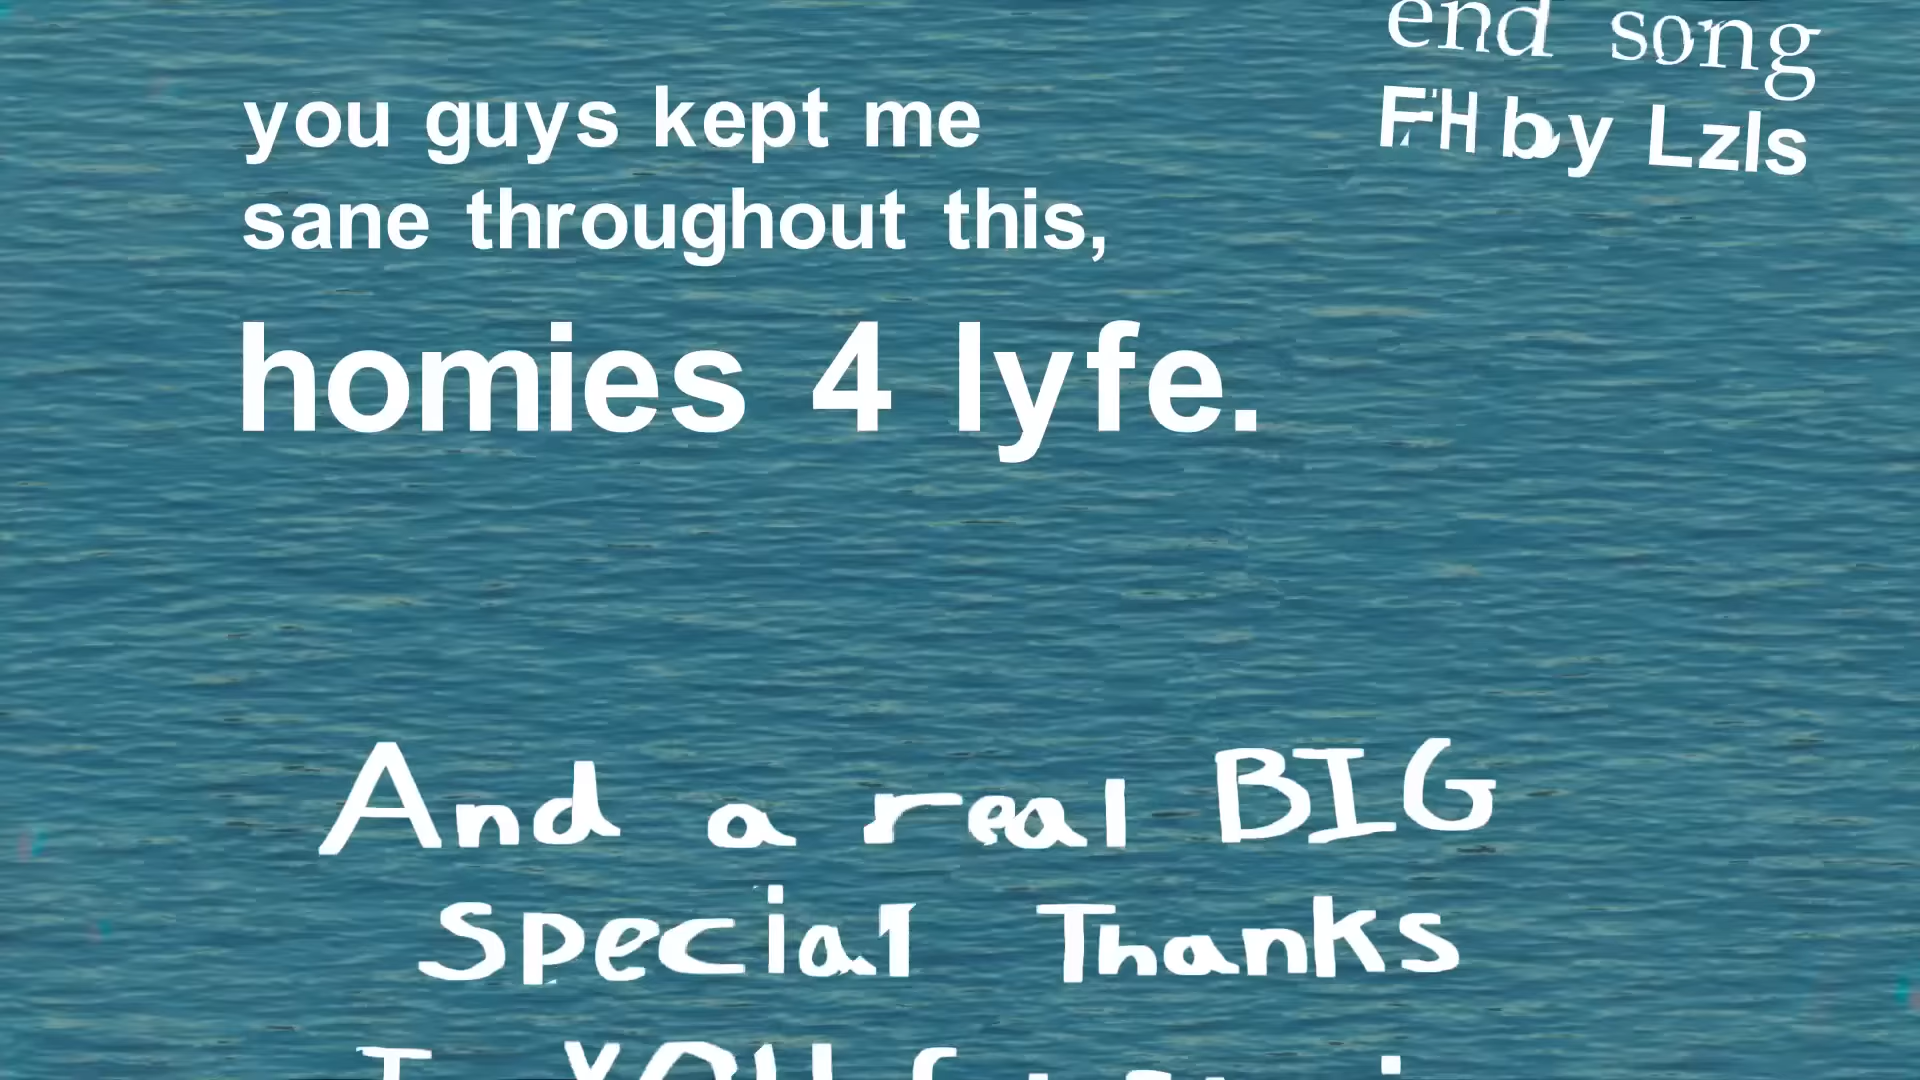 end song
FH by Lzls
you guys kept me
sane throughout this,
homies 4 lyfe.
And a real BIG
Special Thanks